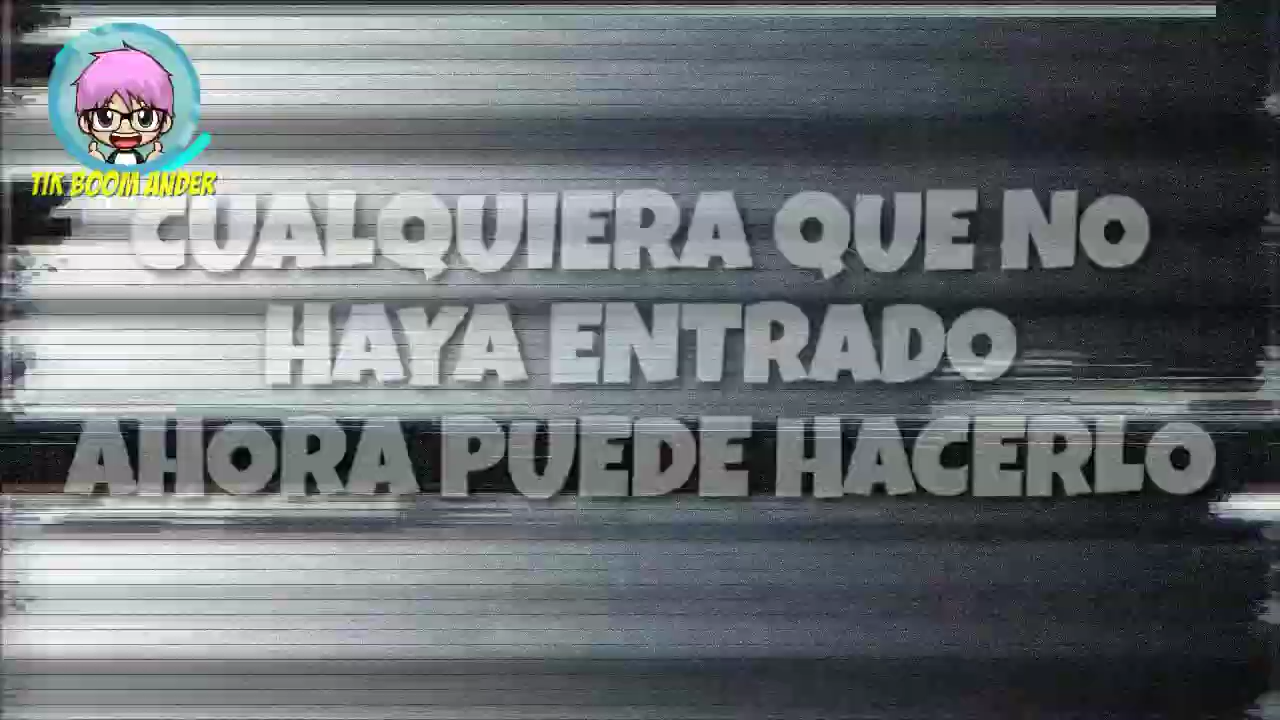 TIK BOOM ANDER
CUALQUIERA QUE NO
HAYA ENTRADO
AHORA PUEDE HACERLO